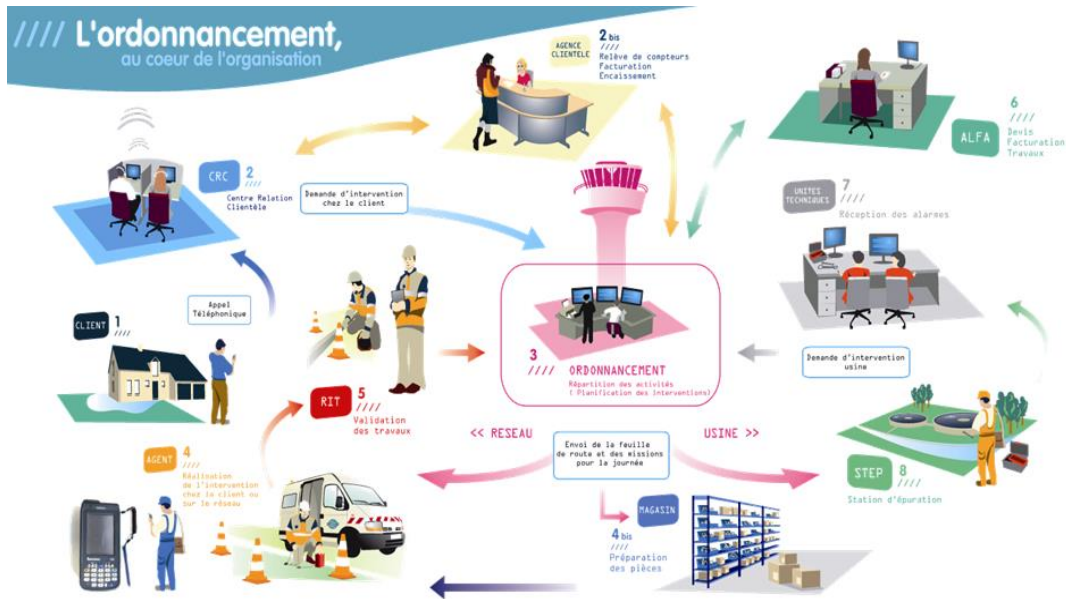 //// L'ordonnancement,
au coeur de l'organisation
AGENCE
CLIENTELE
2 bis
////
Relève de compteurs
Facturation
Encaissement
6
////
ALFA
Devis
Facturation
Travaux
CRC
2
////
Centre Relation
Clientèle
Demande d'intervention
chez le client
UNITES
TECHNIQUES
7
////
Réception des alarmes
Appel
Téléphonique
CLIENT
1
////
3
////
ORDONNANCEMENT
Répartition des activités
( Planification des interventions)
Demande d'intervention
usine
RIT
5
////
Validation
des travaux
<< RESEAU
USINE >>
Envoi de la feuille
de route et des missions
pour la journée
AGENT
4
////
Réalisation
de l'intervention
chez le client ou
sur le réseau
STEP
8
////
Station d'épuration
MAGASIN
4 bis
////
Préparation
des pièces